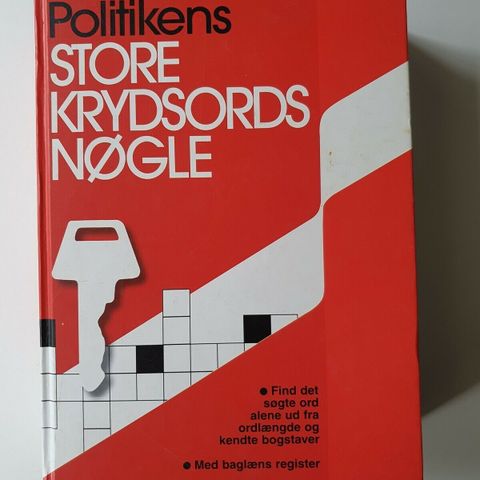 Politikens
STORE
KRYDSORDS
NØGLE
● Find det
søgte ord
alene ud fra
ordlængde og
kendte bogstaver
● Med baglæns register